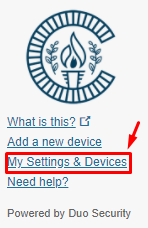 What is this?
Add a new device
My Settings & Devices
Need help?
Powered by Duo Security